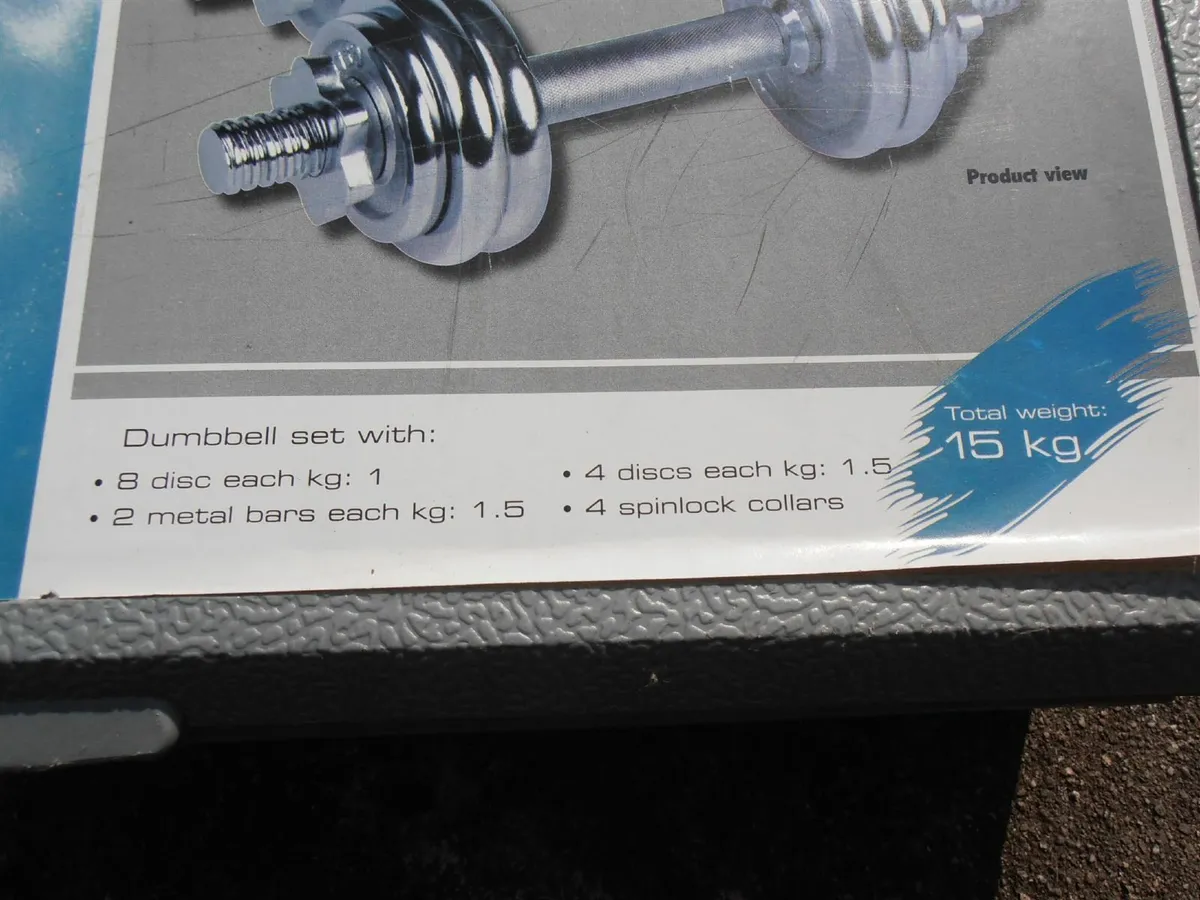 Product view
Total weight:
15 kg
Dumbbell set with:
• 8 disc each kg: 1
• 2 metal bars each kg: 1.5
• 4 discs each kg: 1.5
• 4 spinlock collars